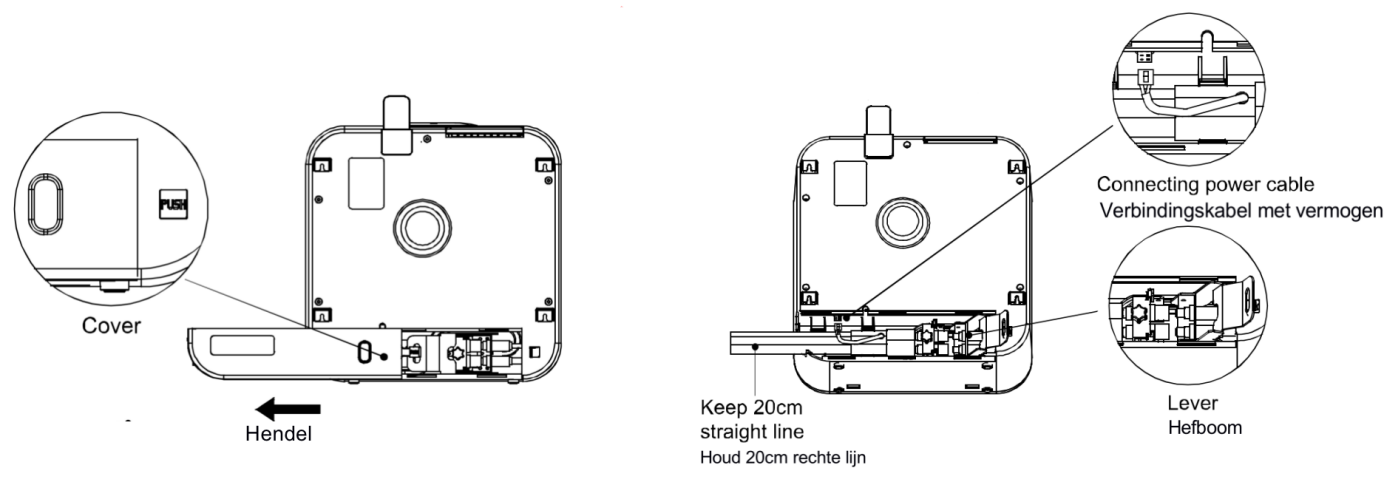 PUSH
Cover
Hendel
Connecting power cable
Verbindingskabel met vermogen
Keep 20cm
straight line
Houd 20cm rechte lijn
Lever
Hefboom